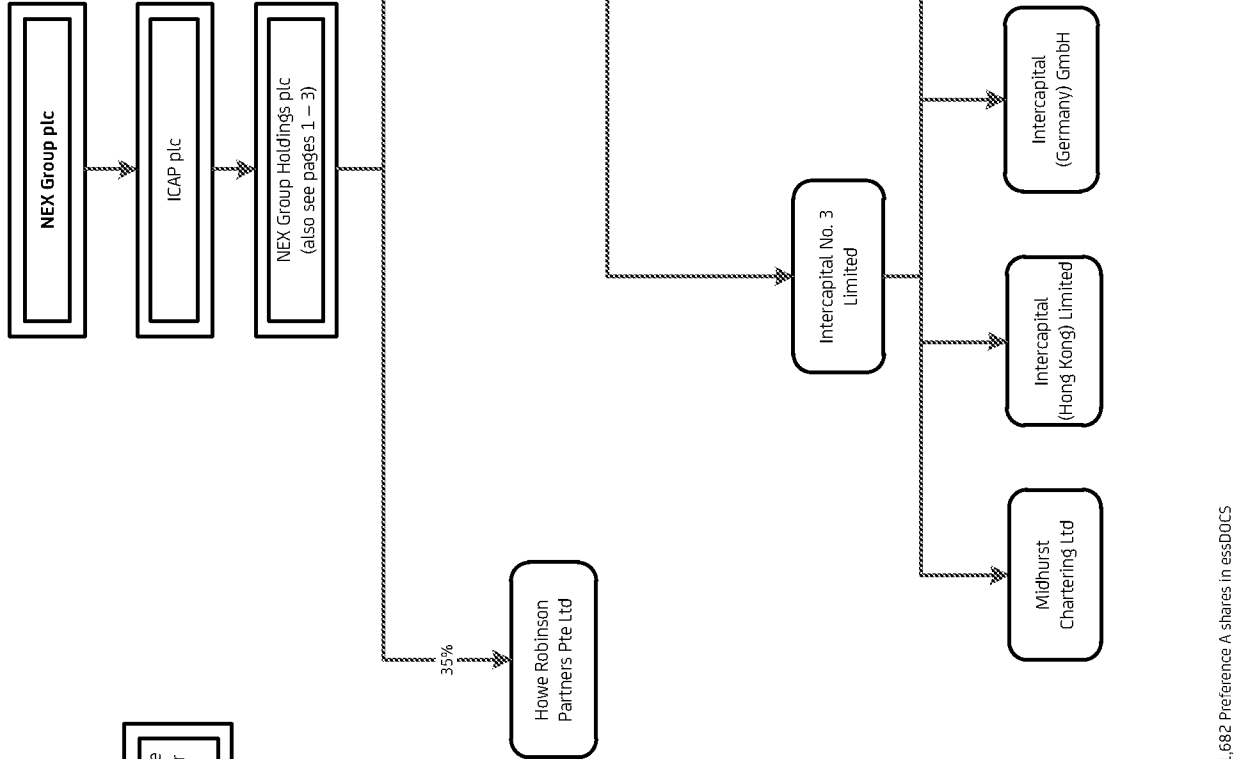 NEX Group plc
ICAP plc
NEX Group Holdings plc
(also see pages 1 – 3)
35%
Howe Robinson
Partners Pte Ltd
Intercapital No. 3
Limited
Midhurst
Chartering Ltd
Intercapital
(Hong Kong) Limited
Intercapital
(Germany) GmbH
,682 Preference A shares in essDOCS